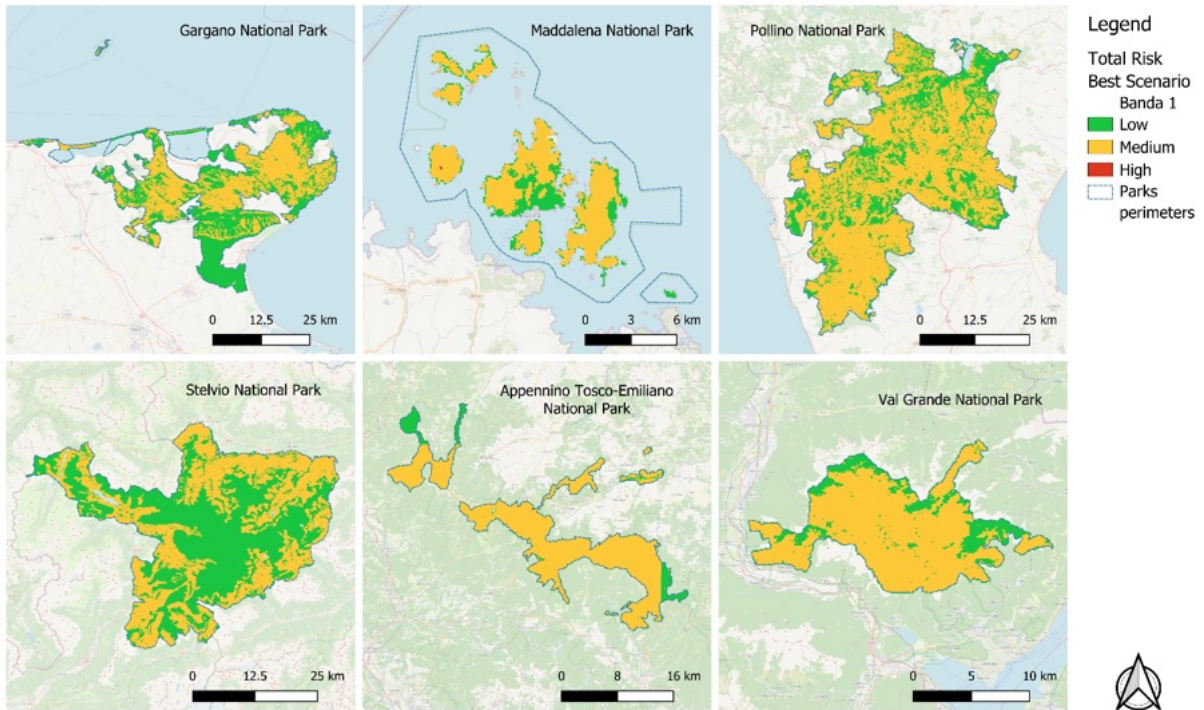 Gargano National Park
0 12.5 25 km
Maddalena National Park
0 3 6 km
Pollino National Park
0 12.5 25 km
Legend
Total Risk
Best Scenario
Banda 1
Low
Medium
High
Parks
perimeters
Stelvio National Park
0 12.5 25 km
Appennino Tosco-Emiliano
National Park
0 8 16 km
Val Grande National Park
0 5 10 km